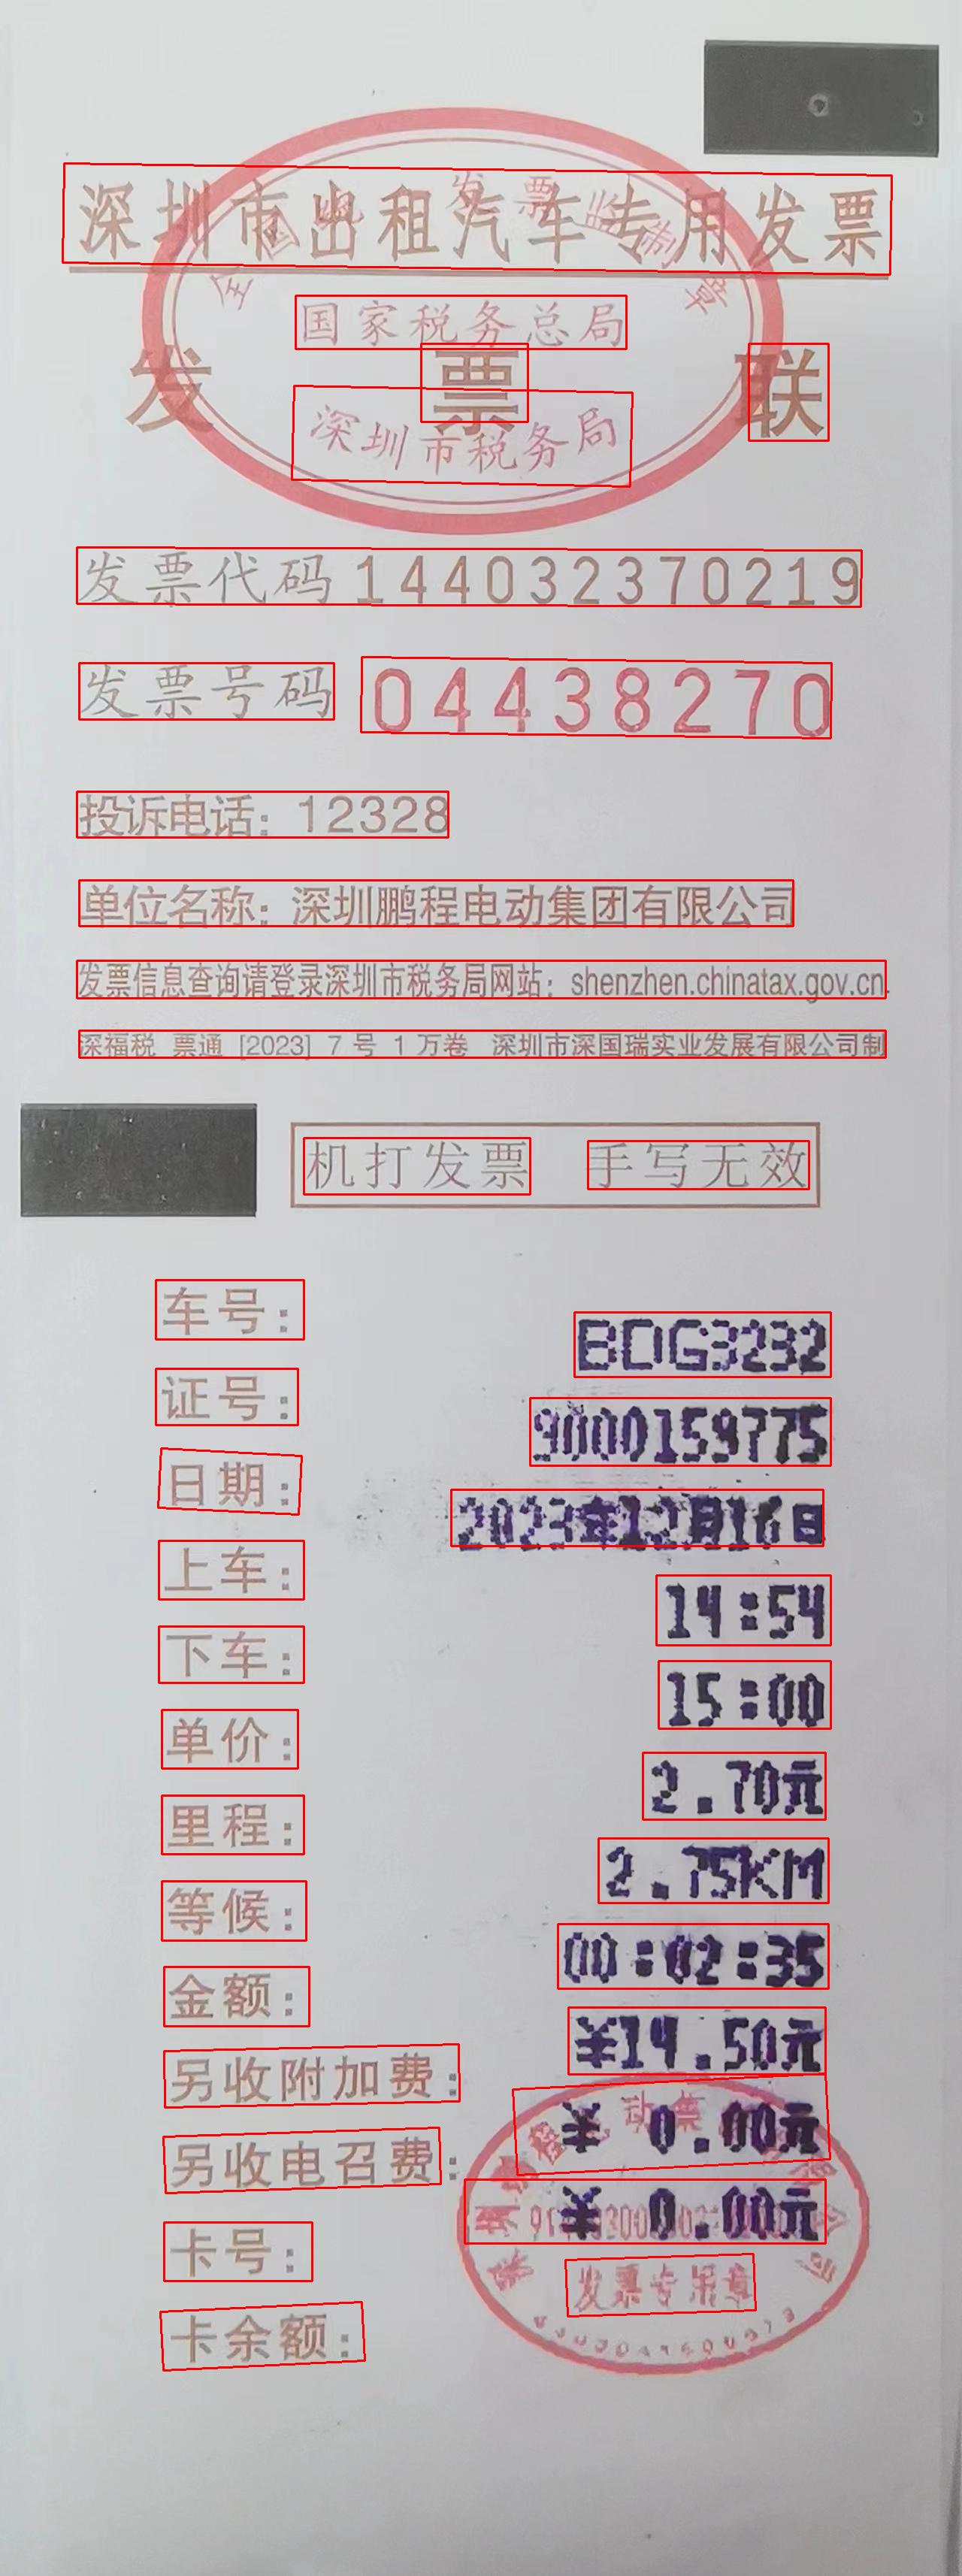 深圳市出租汽车专用发票
全国统一发票监制章
国家税务总局
发票联
深圳市税务局
发票代码 144032370219
发票号码 04438270
投诉电话：12328
单位名称：深圳鹏程电动集团有限公司
发票信息查询请登录深圳市税务局网站：shenzhen.chinatax.gov.cn.
深福税 票通 [2023] 7 号 1 万卷 深圳市深国瑞实业发展有限公司制
机打发票 手写无效
车号： BDG3232
证号： 9000159775
日期： 2023年12月16日
上车： 14:54
下车： 15:00
单价： 2.70元
里程： 2.75KM
等候： 00:02:35
金额： ¥14.50元
另收附加费： ¥ 0.00元
另收电召费： ¥ 0.00元
卡号：
发票专用章
卡余额：